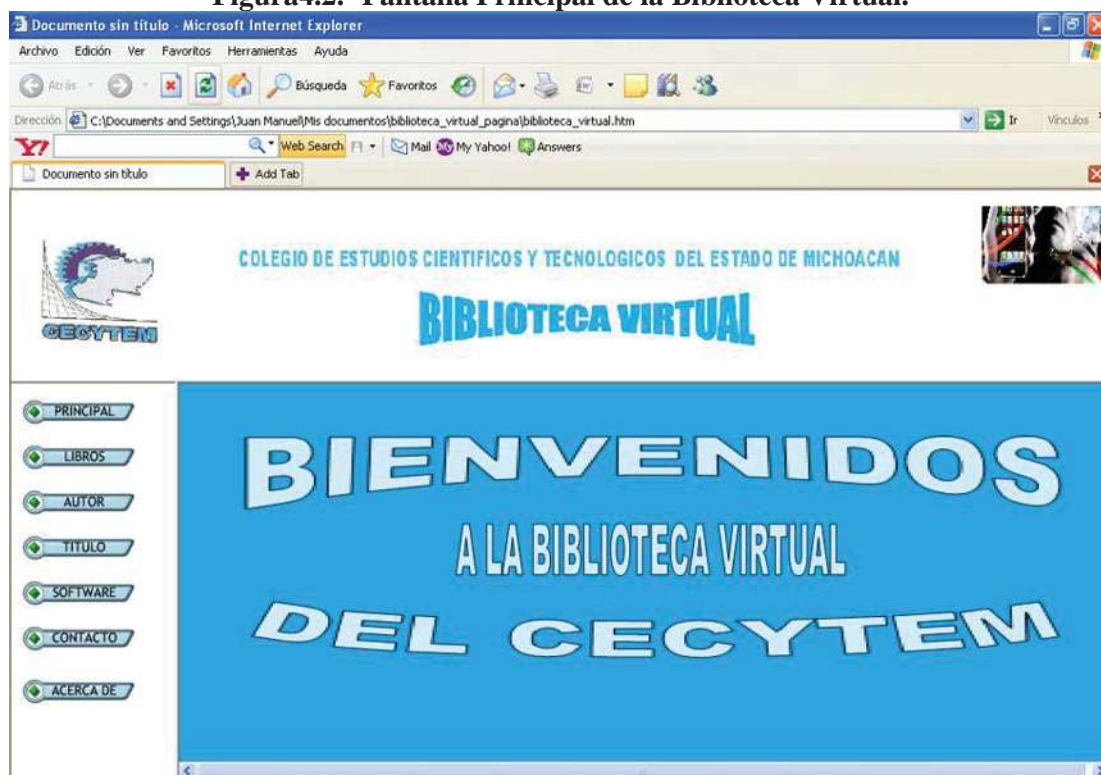 Figura4.2. Pantalla Principal de la Biblioteca Virtual.
Documento sin título - Microsoft Internet Explorer
Archivo Edición Ver Favoritos Herramientas Ayuda
Atrás Búsqueda Favoritos
Dirección C:\Documents and Settings\Juan Manuel\Mis documentos\biblioteca_virtual_pagina\biblioteca_virtual.htm Ir Vínculos
Y7 Web Search Mail My My Yahoo! Answers
Documento sin título Add Tab
COLEGIO DE ESTUDIOS CIENTIFICOS Y TECNOLOGICOS DEL ESTADO DE MICHOACAN
BIBLIOTECA VIRTUAL
CECYTEM
PRINCIPAL
LIBROS
AUTOR
TITULO
SOFTWARE
CONTACTO
ACERCA DE
BIENVENIDOS
A LA BIBLIOTECA VIRTUAL
DEL CECYTEM